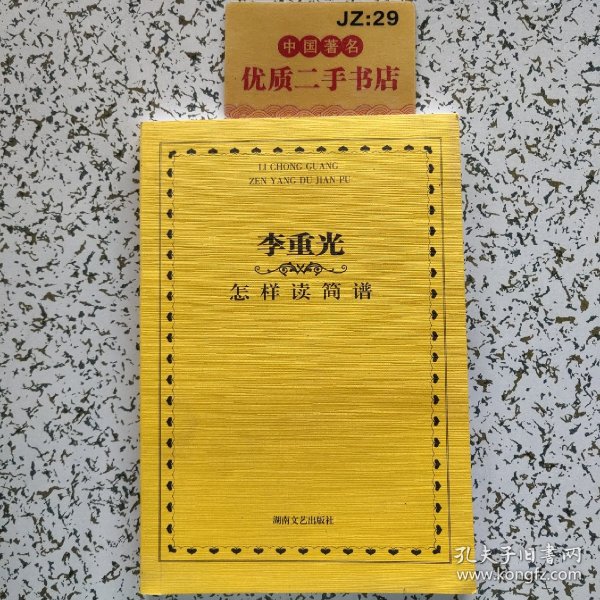 JZ:29
中国著名
优质二手书店
LI CHONG GUANG
ZEN YANG DU JIAN PU
李重光
怎样读简谱
湖南文艺出版社
孔夫子旧书网
www.kongfz.com